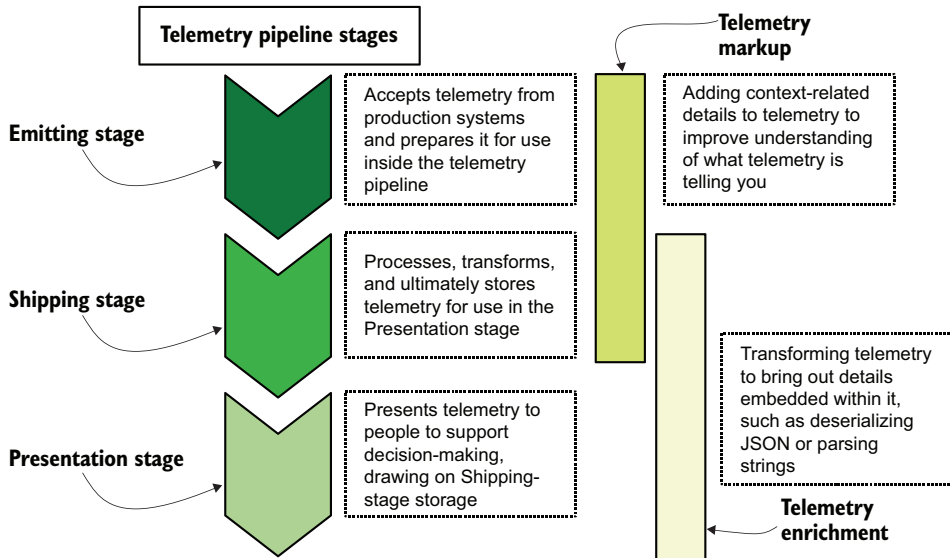 Telemetry pipeline stages
Telemetry
markup
Emitting stage
Accepts telemetry from
production systems
and prepares it for use
inside the telemetry
pipeline
Adding context-related
details to telemetry to
improve understanding
of what telemetry is
telling you
Shipping stage
Processes, transforms,
and ultimately stores
telemetry for use in the
Presentation stage
Transforming telemetry
to bring out details
embedded within it,
such as deserializing
JSON or parsing
strings
Presentation stage
Presents telemetry to
people to support
decision-making,
drawing on Shipping-
stage storage
Telemetry
enrichment